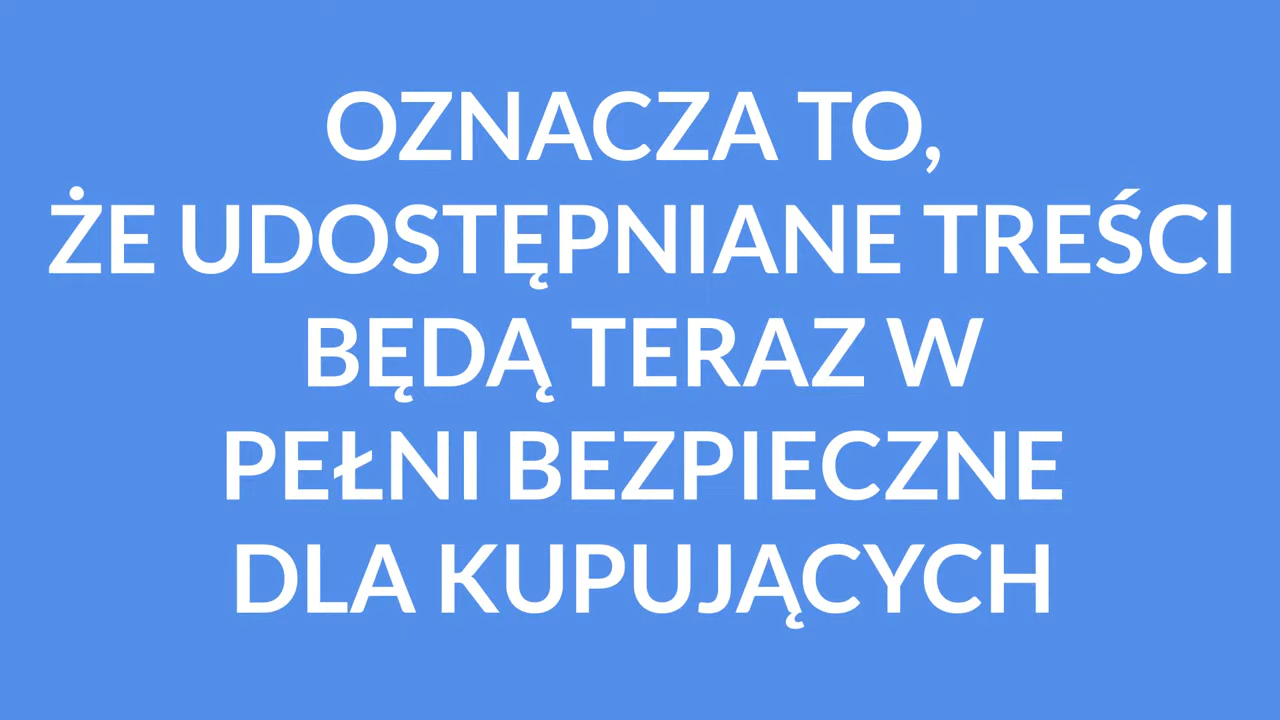 OZNACZA TO,
ŻE UDOSTĘPNIANE TREŚCI
BĘDĄ TERAZ W
PEŁNI BEZPIECZNE
DLA KUPUJĄCYCH